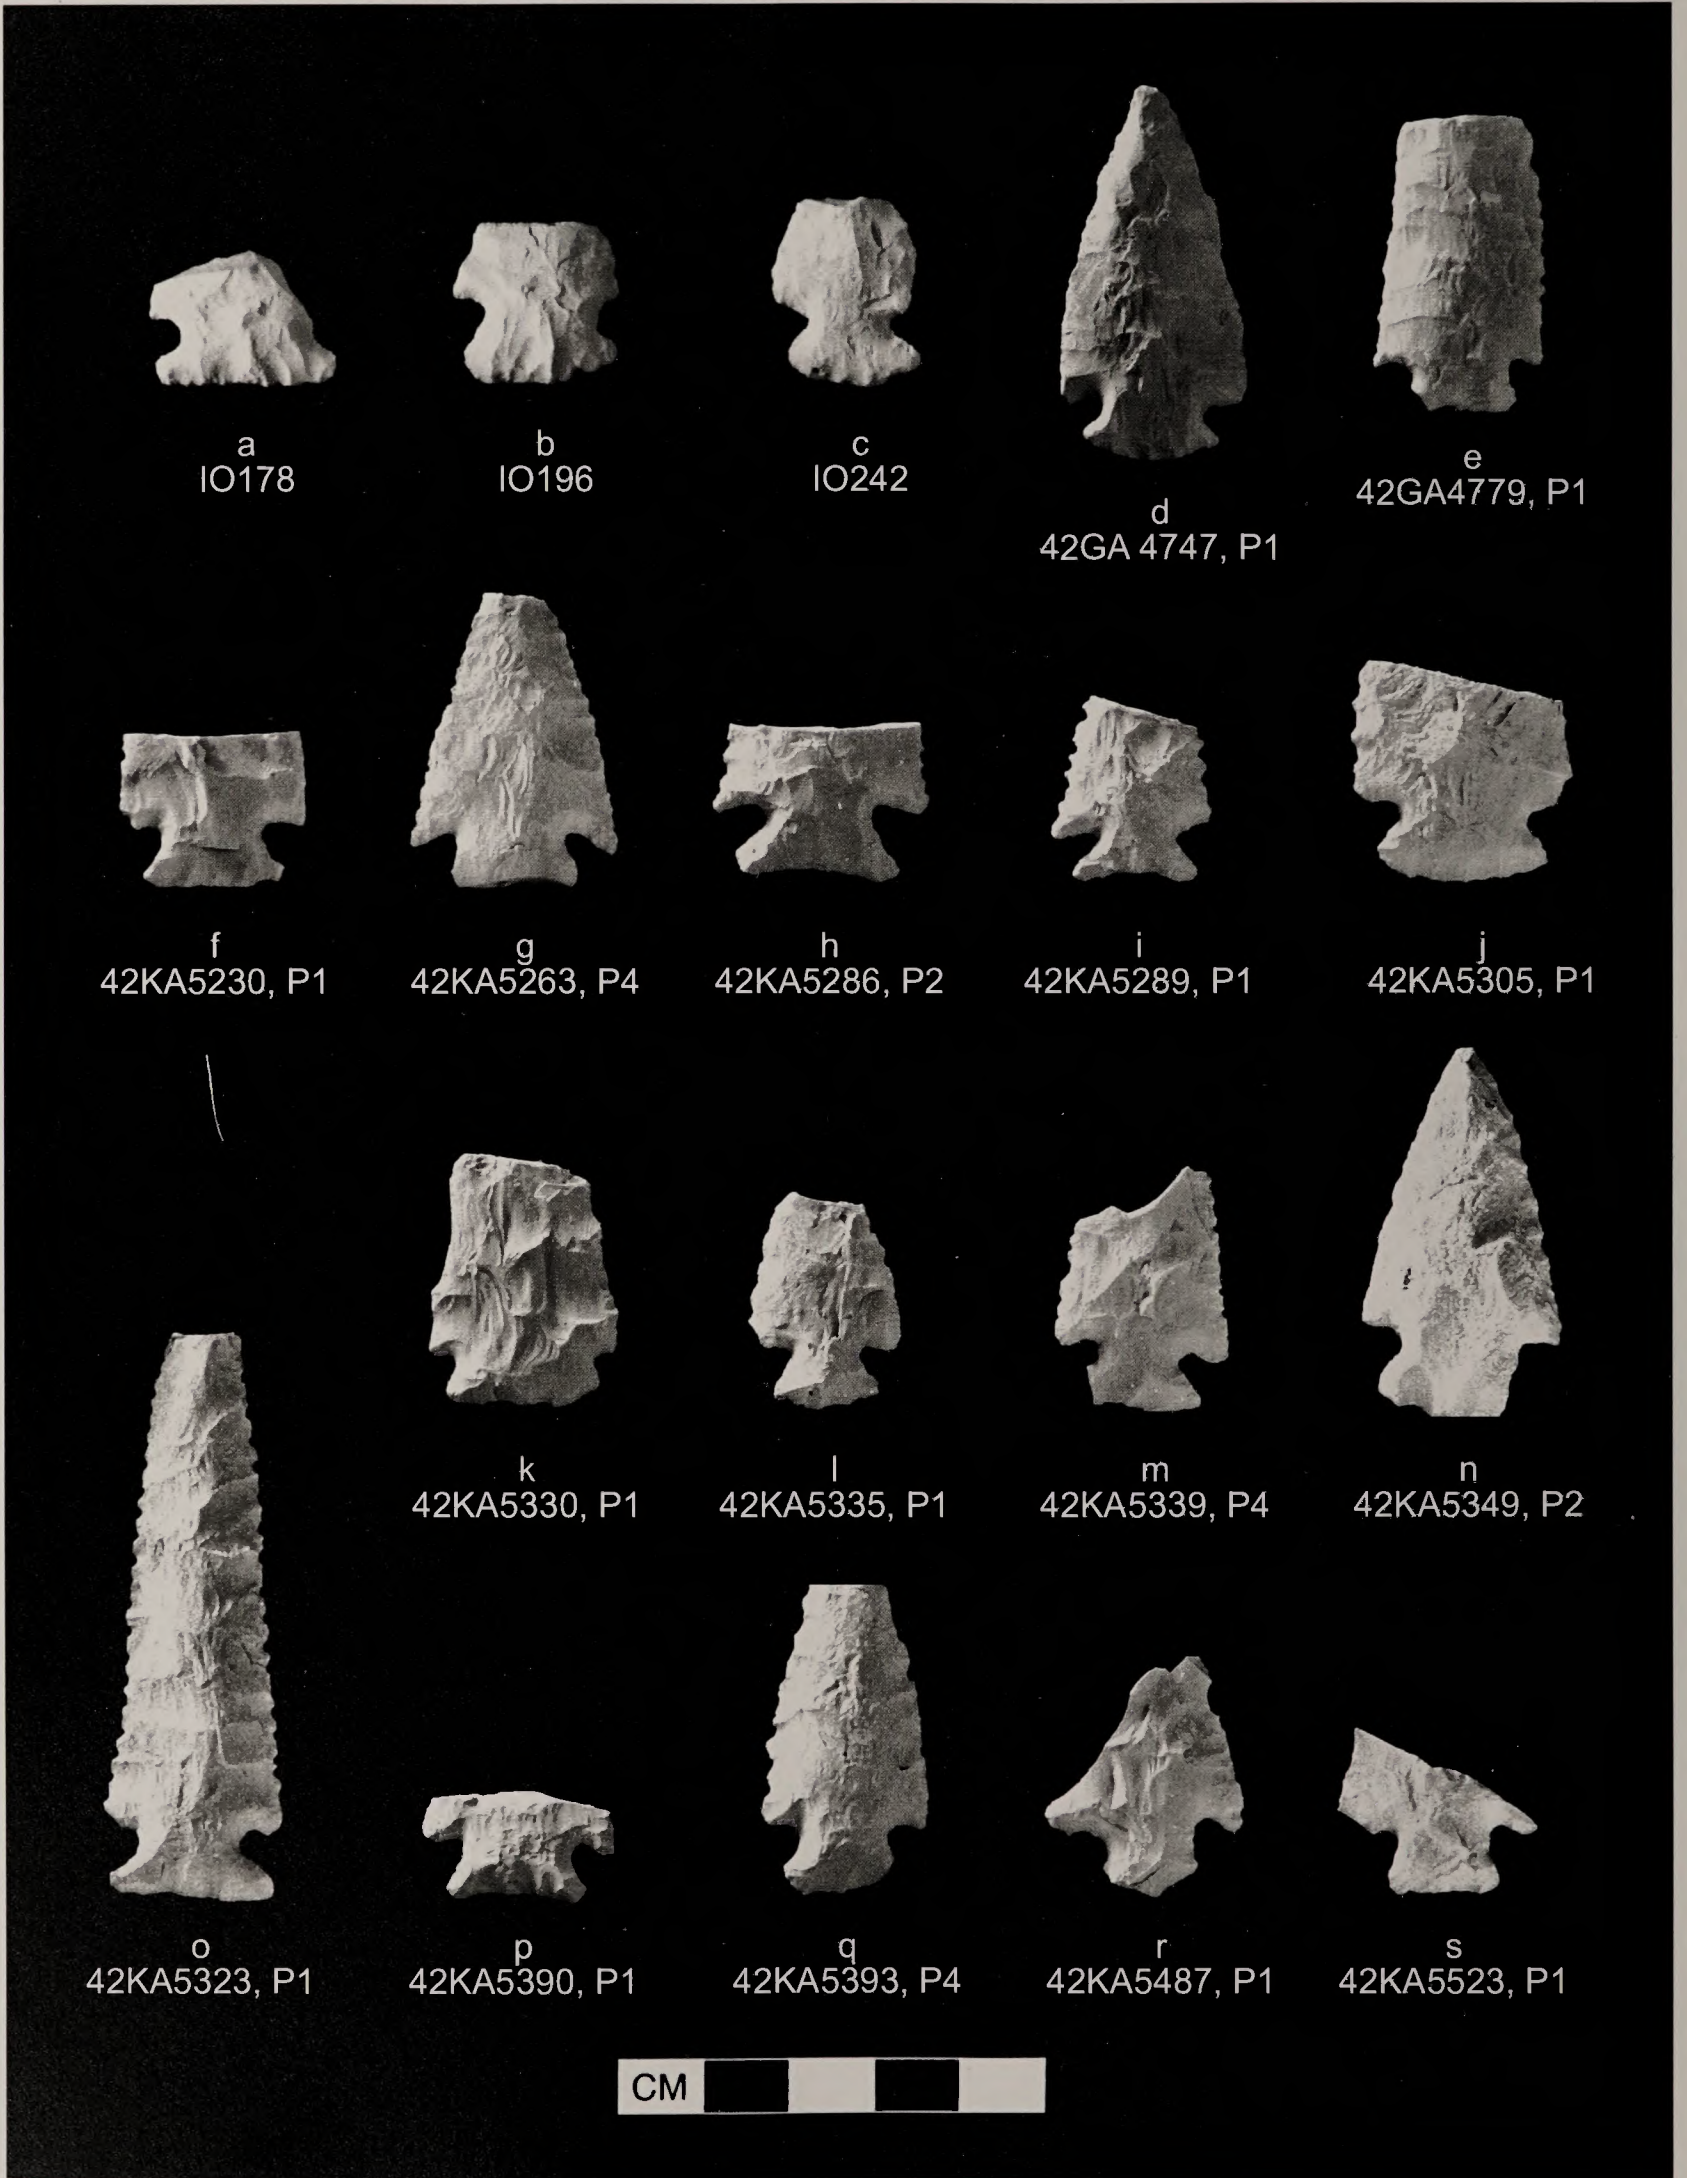 a
IO178
b
IO196
c
IO242
d
42GA 4747, P1
e
42GA4779, P1
f
42KA5230, P1
g
42KA5263, P4
h
42KA5286, P2
i
42KA5289, P1
j
42KA5305, P1
k
42KA5330, P1
l
42KA5335, P1
m
42KA5339, P4
n
42KA5349, P2
o
42KA5323, P1
p
42KA5390, P1
q
42KA5393, P4
r
42KA5487, P1
s
42KA5523, P1
CM